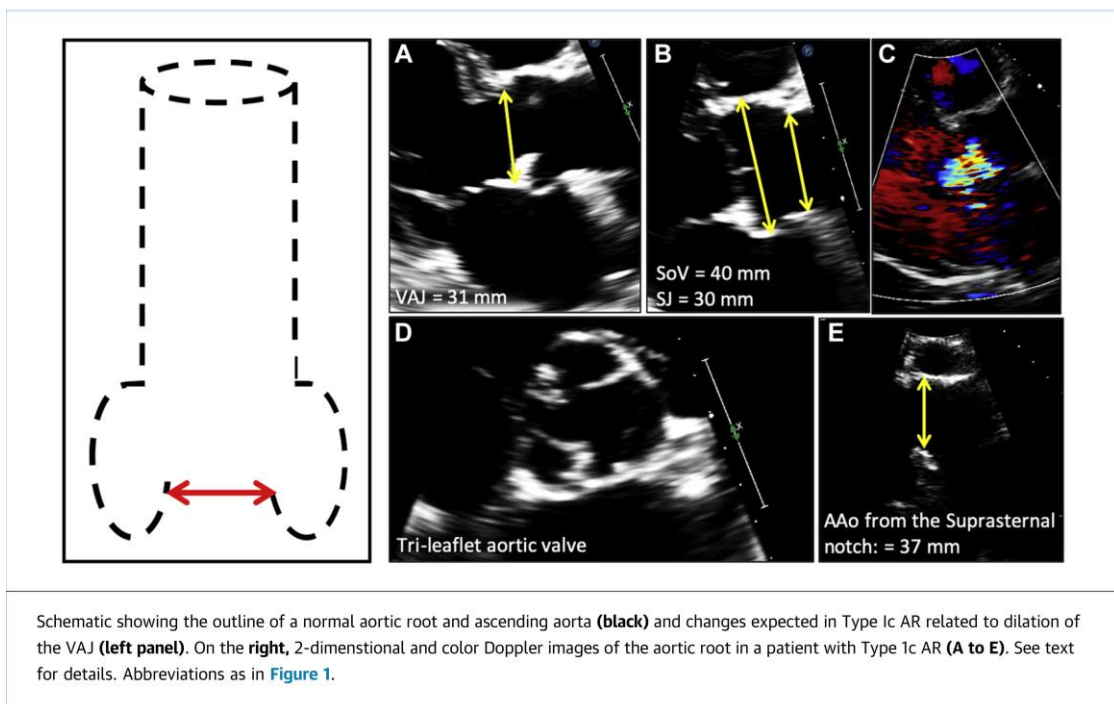 A
VAJ = 31 mm
B
SoV = 40 mm
SJ = 30 mm
C
D
Tri-leaflet aortic valve
E
AAo from the Suprasternal
notch: = 37 mm
Schematic showing the outline of a normal aortic root and ascending aorta (black) and changes expected in Type Ic AR related to dilation of
the VAJ (left panel). On the right, 2-dimenstional and color Doppler images of the aortic root in a patient with Type 1c AR (A to E). See text
for details. Abbreviations as in Figure 1.